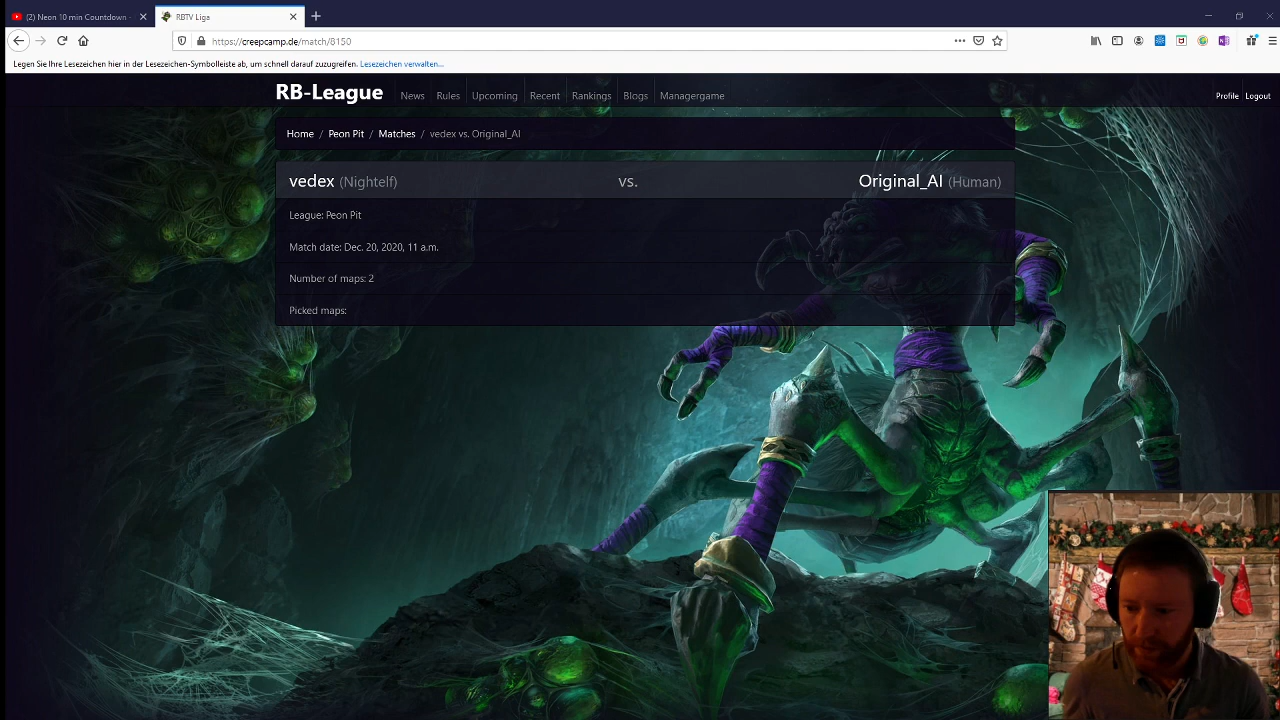 (2) Neon 10 min Countdown -
RBTV Liga
https://creepcamp.de/match/8150
Legen Sie Ihre Lesezeichen hier in der Lesezeichen-Symbolleiste ab, um schnell darauf zuzugreifen. Lesezeichen verwalten...
RB-League News Rules Upcoming Recent Rankings Blogs Managergame Profile Logout
Home / Peon Pit / Matches / vedex vs. Original_AI
vedex (Nightelf) vs. Original_AI (Human)
League: Peon Pit
Match date: Dec. 20, 2020, 11 a.m.
Number of maps: 2
Picked maps: